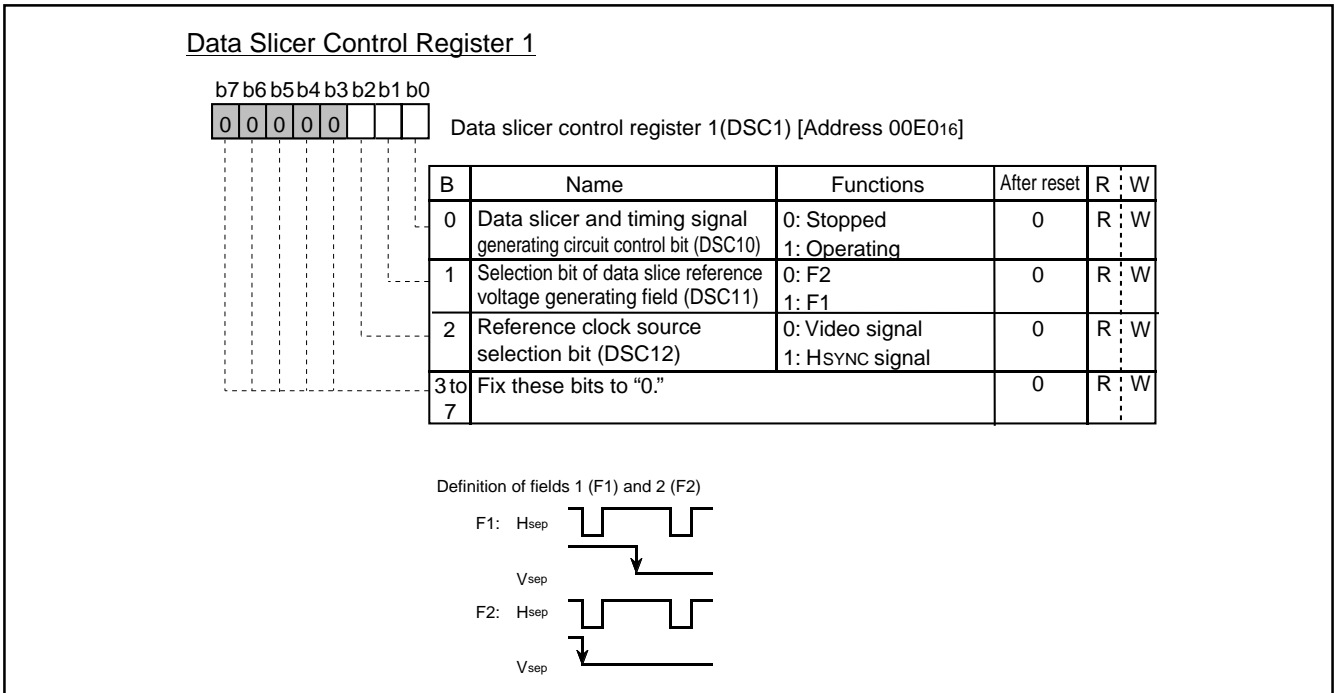 Data Slicer Control Register 1
b7 b6 b5 b4 b3 b2 b1 b0
0 0 0 0 0
Data slicer control register 1(DSC1) [Address 00E016]
B Name Functions After reset R W
0 Data slicer and timing signal 0: Stopped 0 R W
generating circuit control bit (DSC10) 1: Operating
1 Selection bit of data slice reference 0: F2 0 R W
voltage generating field (DSC11) 1: F1
2 Reference clock source 0: Video signal 0 R W
selection bit (DSC12) 1: HSYNC signal
3 to Fix these bits to “0.” 0 R W
7
Definition of fields 1 (F1) and 2 (F2)
F1: Hsep
Vsep
F2: Hsep
Vsep